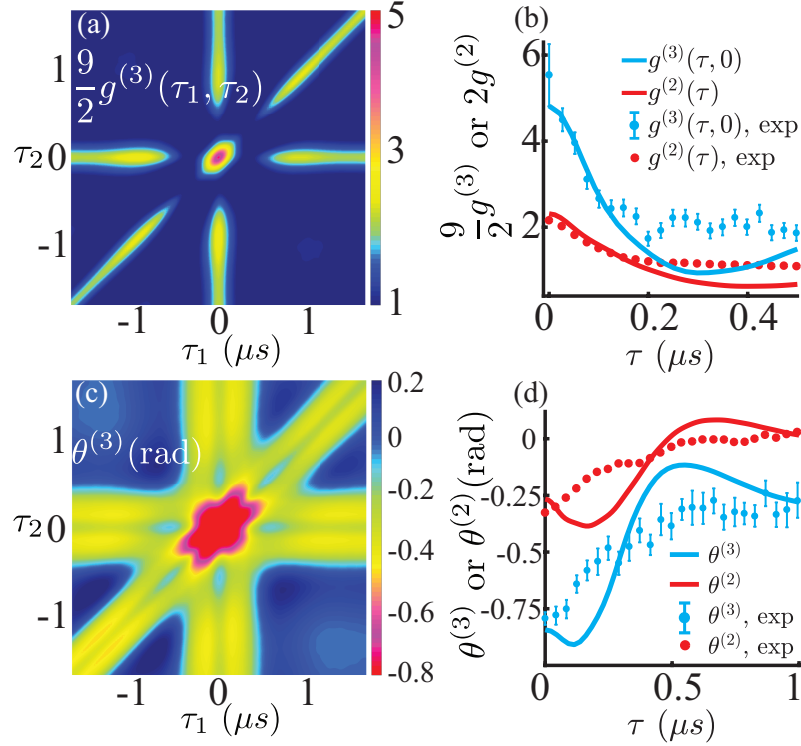 (a)
9/2 g^(3)(τ1, τ2)
1
τ2 0
-1
-1 0 1
τ1 (μs)
5
3
1
(b)
9/2 g^(3) or 2g^(2)
6
4
2
g^(3)(τ, 0)
g^(2)(τ)
g^(3)(τ, 0), exp
g^(2)(τ), exp
0 0.2 0.4
τ (μs)
(c)
θ^(3)(rad)
1
τ2 0
-1
-1 0 1
τ1 (μs)
0.2
0
-0.2
-0.4
-0.6
-0.8
(d)
θ^(3) or θ^(2)(rad)
0
-0.25
-0.5
-0.75
θ^(3)
θ^(2)
θ^(3), exp
θ^(2), exp
0 0.5 1
τ (μs)